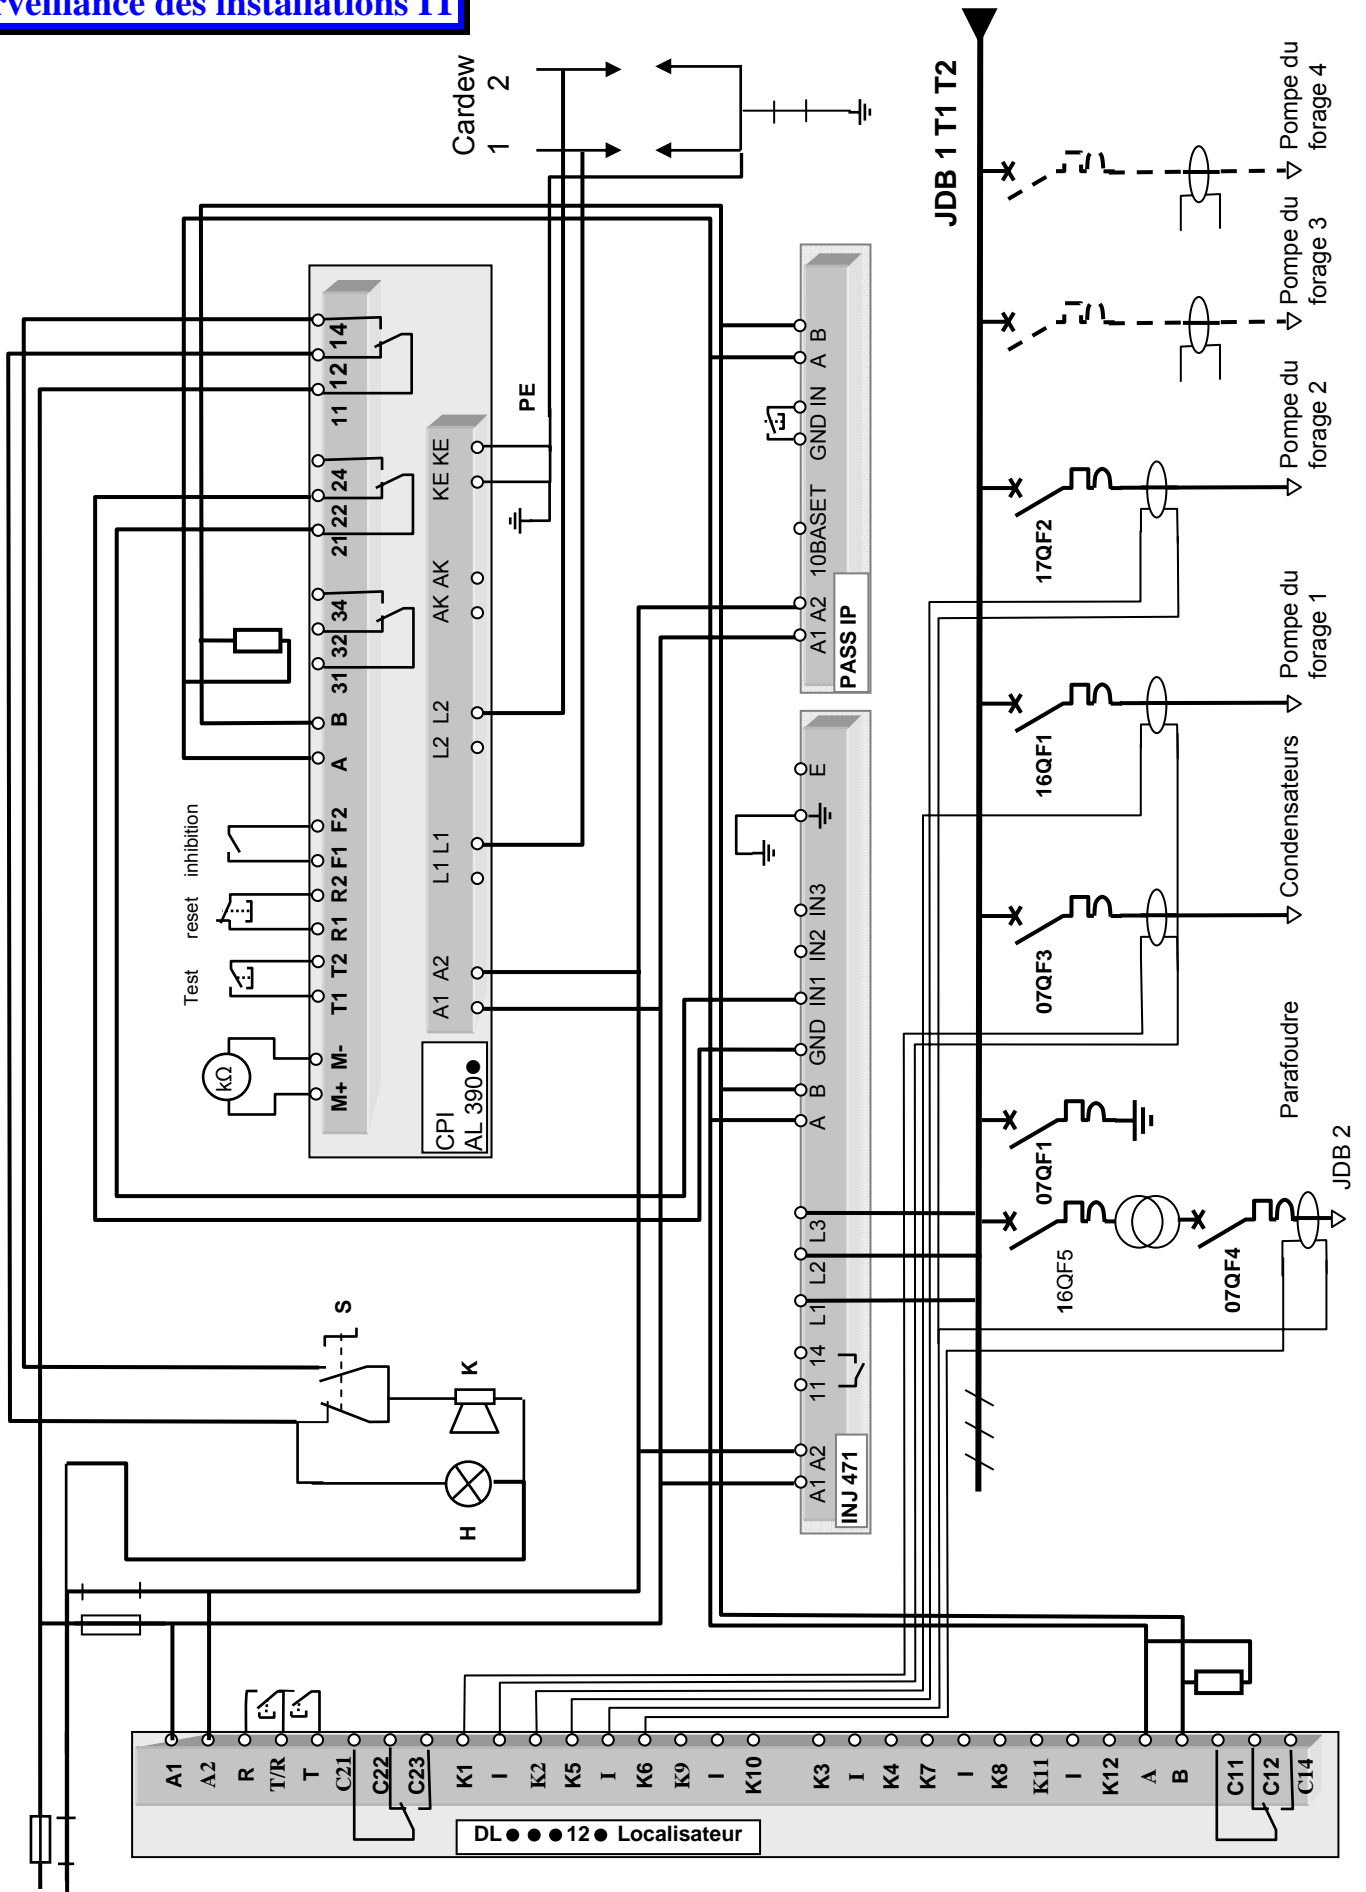 rveillance des installations IT
Cardew
1 2
JDB 1 T1 T2
Pompe du
forage 4
Pompe du
forage 3
Pompe du
forage 2
Pompe du
forage 1
Condensateurs
Parafoudre
JDB 2
17QF2
16QF1
07QF3
07QF1
16QF5
07QF4
PE
M+ M- T1 T2 R1 R2 F1 F2 A B 31 32 34 21 22 24 11 12 14
kΩ
Test reset inhibition
CPI
AL 390●
A1 A2 L1 L1 L2 L2 AK AK KE KE
PASS IP
A1 A2 10BASET GND IN A B
INJ 471
A1 A2 11 14 L1 L2 L3 A B GND IN1 IN2 IN3 E
S
K
H
A1
A2
R
T/R
T
C21
C22
C23
K1
I
K2
K5
I
K6
K9
I
K10
K3
I
K4
K7
I
K8
K11
I
K12
A
B
C11
C12
C14
DL● ● ●12● Localisateur